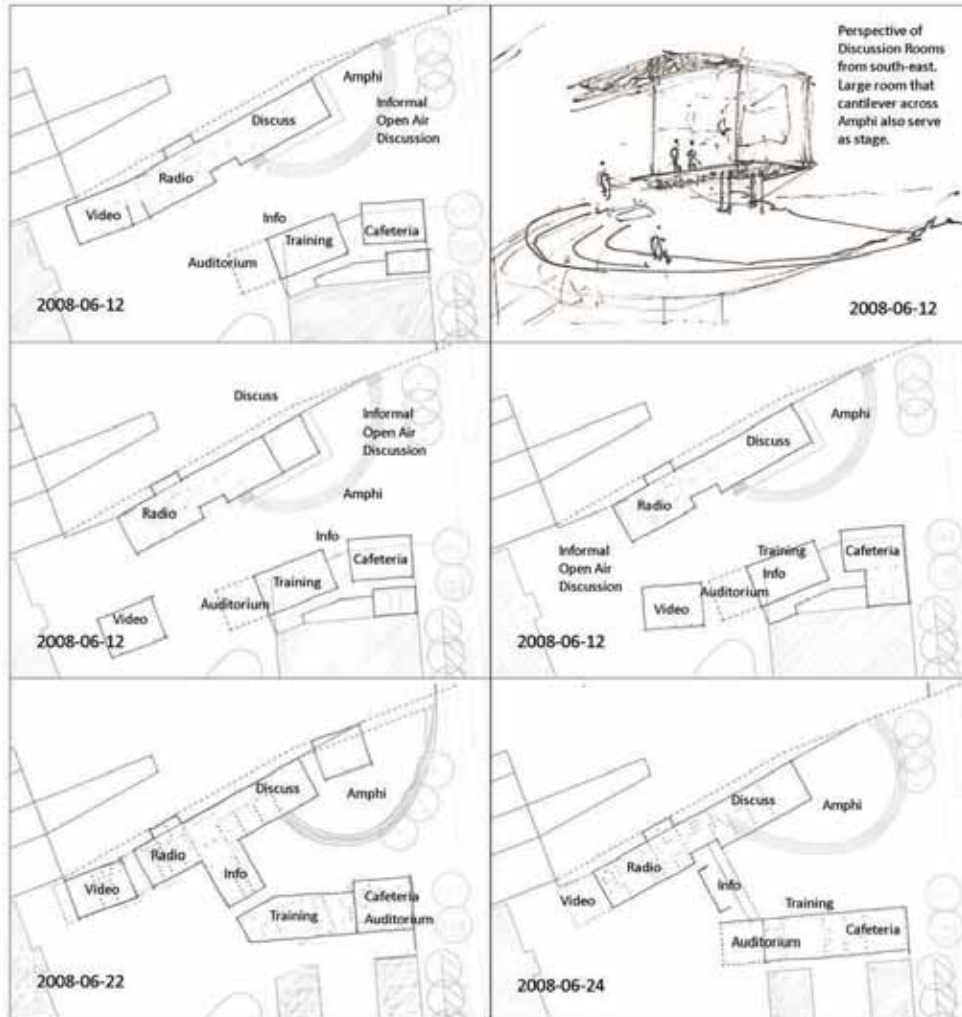 Amphi
Informal
Open Air
Discussion
Discuss
Radio
Video
Info
Training
Cafeteria
Auditorium
2008-06-12
Perspective of
Discussion Rooms
from south-east.
Large room that
cantilever across
Amphi also serve
as stage.
2008-06-12
Discuss
Informal
Open Air
Discussion
Amphi
Radio
Info
Cafeteria
Training
Auditorium
Video
2008-06-12
Amphi
Discuss
Radio
Informal
Open Air
Discussion
Training
Cafeteria
Info
Auditorium
Video
2008-06-12
Discuss
Amphi
Radio
Info
Video
Cafeteria
Training
Auditorium
2008-06-22
Discuss
Amphi
Radio
Info
Video
Training
Auditorium
Cafeteria
2008-06-24